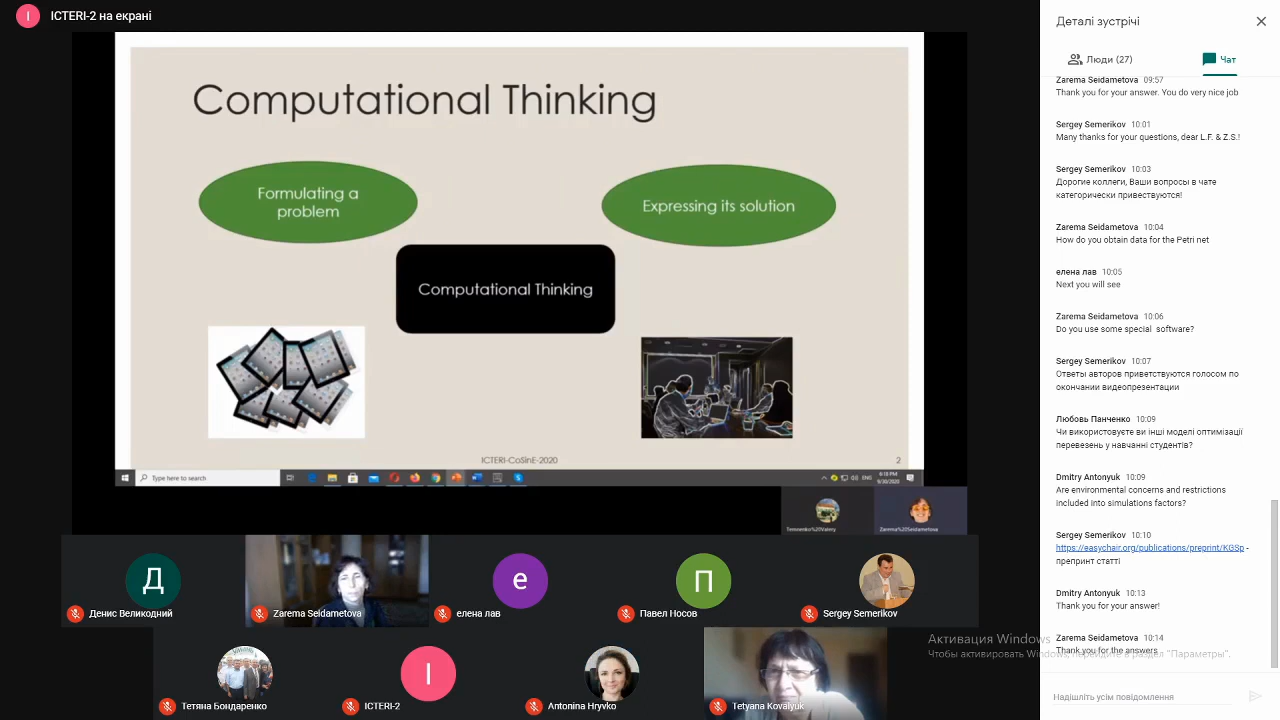 I
ICTERI-2 на екрані
Computational Thinking
Formulating a
problem
Expressing its solution
Computational Thinking
ICTERI-CoSinE-2020
2
Type here to search
ENG
9/30/2020
Temnenko%20Valery
Zarema%20Seidametova
Д
Денис Великодний
Zarema Seidametova
е
елена лав
П
Павел Носов
Sergey Semerikov
Тетяна Бондаренко
I
ICTERI-2
Antonina Hryvko
Tetyana Kovalyuk
Деталі зустрічі
Люди (27)
Чат
Zarema Seidametova 09:57
Thank you for your answer. You do very nice job
Sergey Semerikov 10:01
Many thanks for your questions, dear L.F. & Z.S.!
Sergey Semerikov 10:03
Дорогие коллеги, Ваши вопросы в чате
категорически привествуются!
Zarema Seidametova 10:04
How do you obtain data for the Petri net
елена лав 10:05
Next you will see
Zarema Seidametova 10:06
Do you use some special software?
Sergey Semerikov 10:07
Ответы авторов приветствуются голосом по
окончании видеопрезентации
Любовь Панченко 10:09
Чи використовуєте ви інші моделі оптимізації
перевезень у навчанні студентів?
Dmitry Antonyuk 10:09
Are environmental concerns and restrictions
included into simulations factors?
Sergey Semerikov 10:10
https://easychair.org/publications/preprint/KGSp -
препринт статті
Dmitry Antonyuk 10:13
Thank you for your answer!
Zarema Seidametova 10:14
Thank you for the answers
Активация Windows
Чтобы активировать Windows, перейдите в раздел "Параметры".
Надішліть усім повідомлення